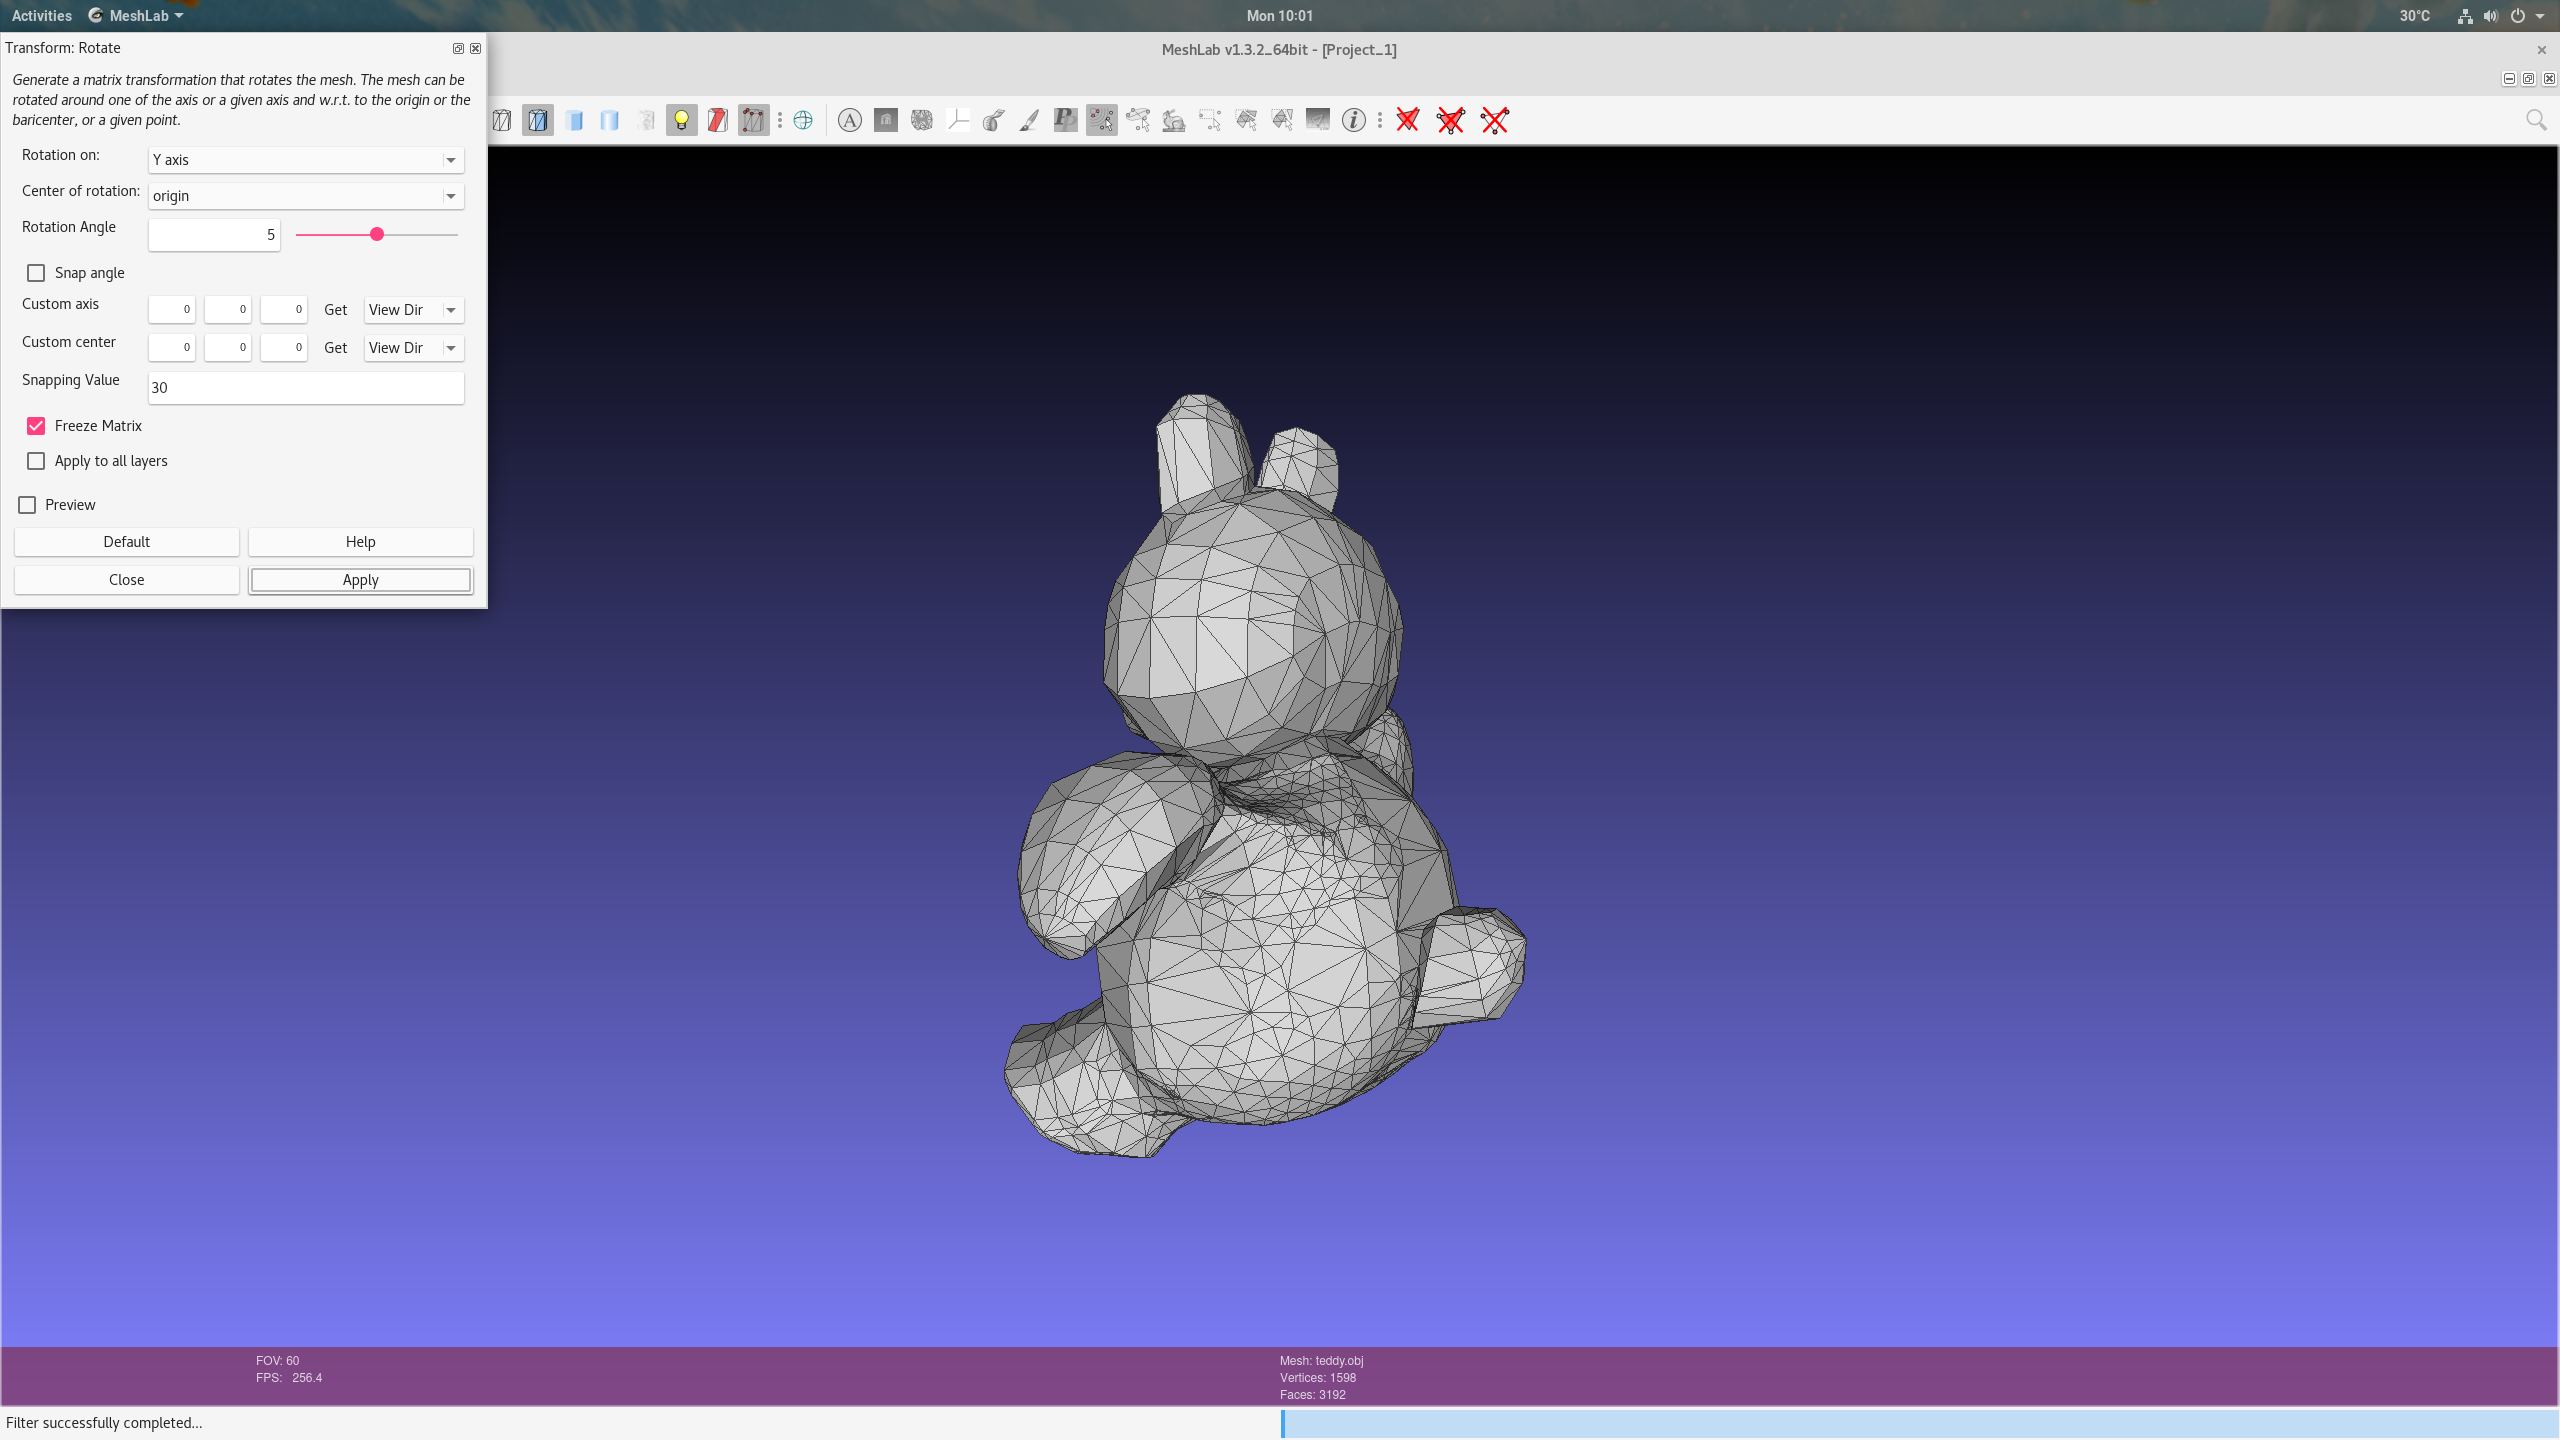 Activities MeshLab Mon 10:01 30°C
Transform: Rotate
MeshLab v1.3.2_64bit - [Project_1]
Generate a matrix transformation that rotates the mesh. The mesh can be
rotated around one of the axis or a given axis and w.r.t. to the origin or the
baricenter, or a given point.
Rotation on: Y axis
Center of rotation: origin
Rotation Angle 5
Snap angle
Custom axis 0 0 0 Get View Dir
Custom center 0 0 0 Get View Dir
Snapping Value 30
Freeze Matrix
Apply to all layers
Preview
Default Help
Close Apply
FOV: 60
FPS: 256.4
Mesh: teddy.obj
Vertices: 1598
Faces: 3192
Filter successfully completed...